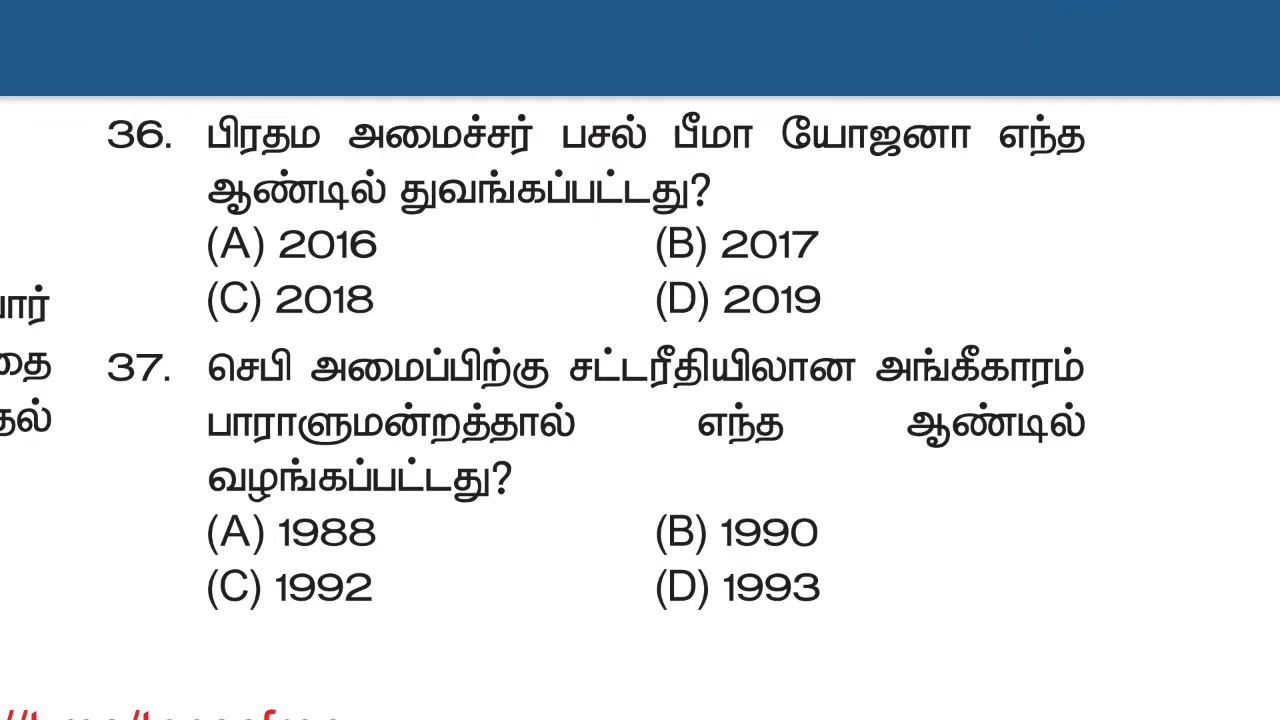 36. பிரதம அமைச்சர் பசல் பீமா யோஜனா எந்த
ஆண்டில் துவங்கப்பட்டது?
(A) 2016 (B) 2017
(C) 2018 (D) 2019
37. செபி அமைப்பிற்கு சட்டரீதியிலான அங்கீகாரம்
பாராளுமன்றத்தால் எந்த ஆண்டில்
வழங்கப்பட்டது?
(A) 1988 (B) 1990
(C) 1992 (D) 1993